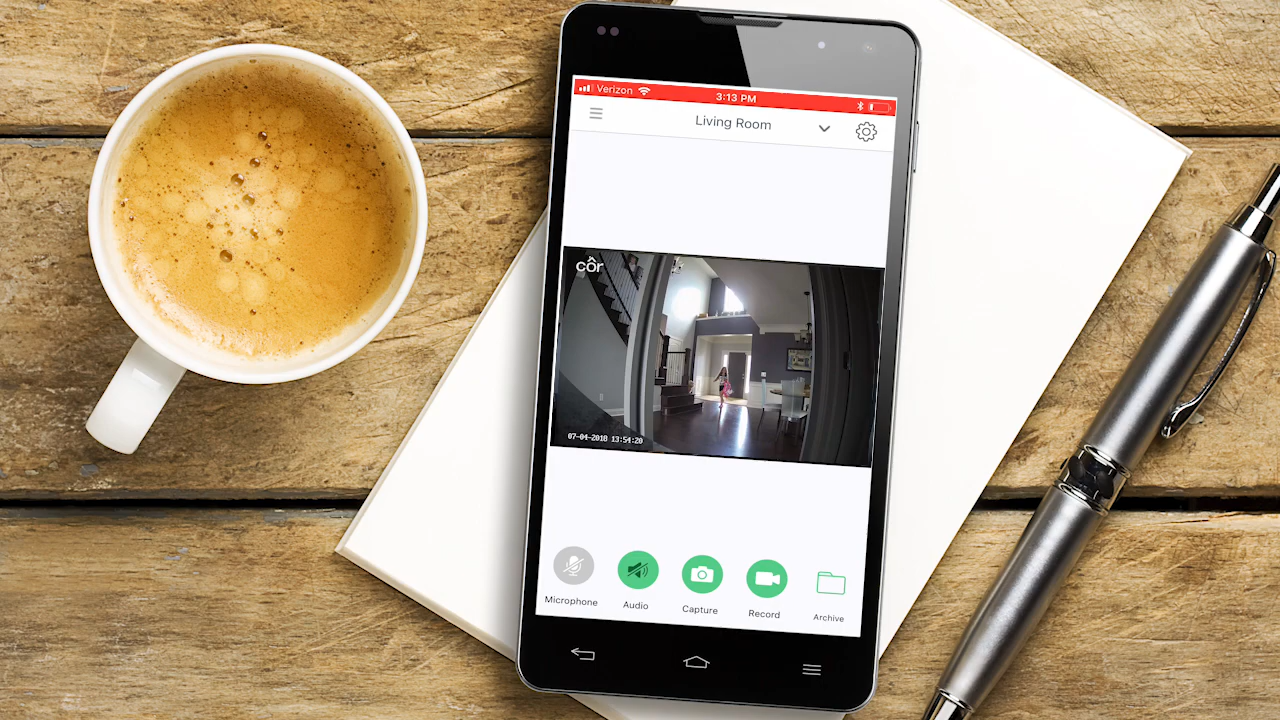 Verizon
3:13 PM
Living Room
côr
07-04-2018 13:54:20
Microphone
Audio
Capture
Record
Archive